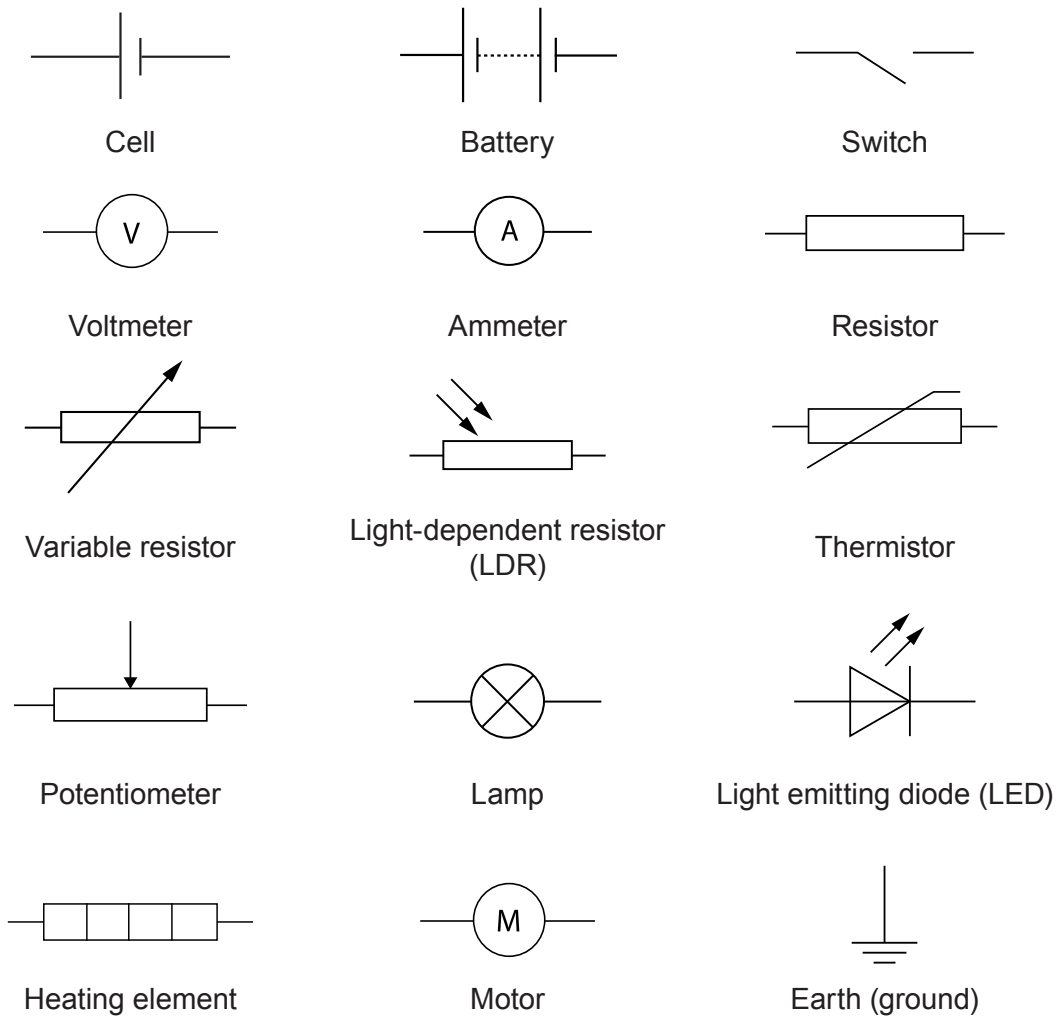 Cell
Battery
Switch
V
A
Voltmeter
Ammeter
Resistor
Variable resistor
Light-dependent resistor
(LDR)
Thermistor
Potentiometer
Lamp
Light emitting diode (LED)
M
Heating element
Motor
Earth (ground)